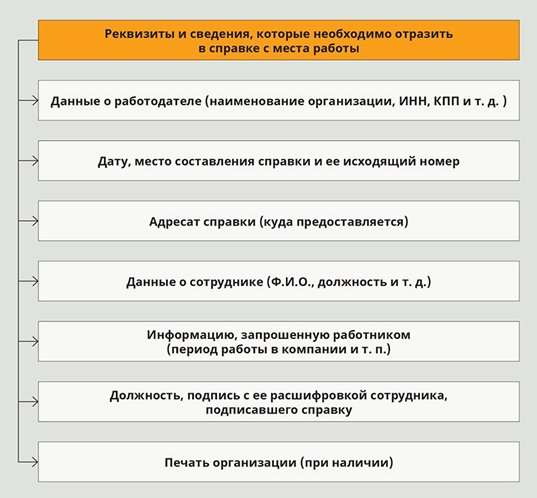 Реквизиты и сведения, которые необходимо отразить
в справке с места работы
Данные о работодателе (наименование организации, ИНН, КПП и т. д. )
Дату, место составления справки и ее исходящий номер
Адресат справки (куда предоставляется)
Данные о сотруднике (Ф.И.О., должность и т. д.)
Информацию, запрошенную работником
(период работы в компании и т. п.)
Должность, подпись с ее расшифровкой сотрудника,
подписавшего справку
Печать организации (при наличии)